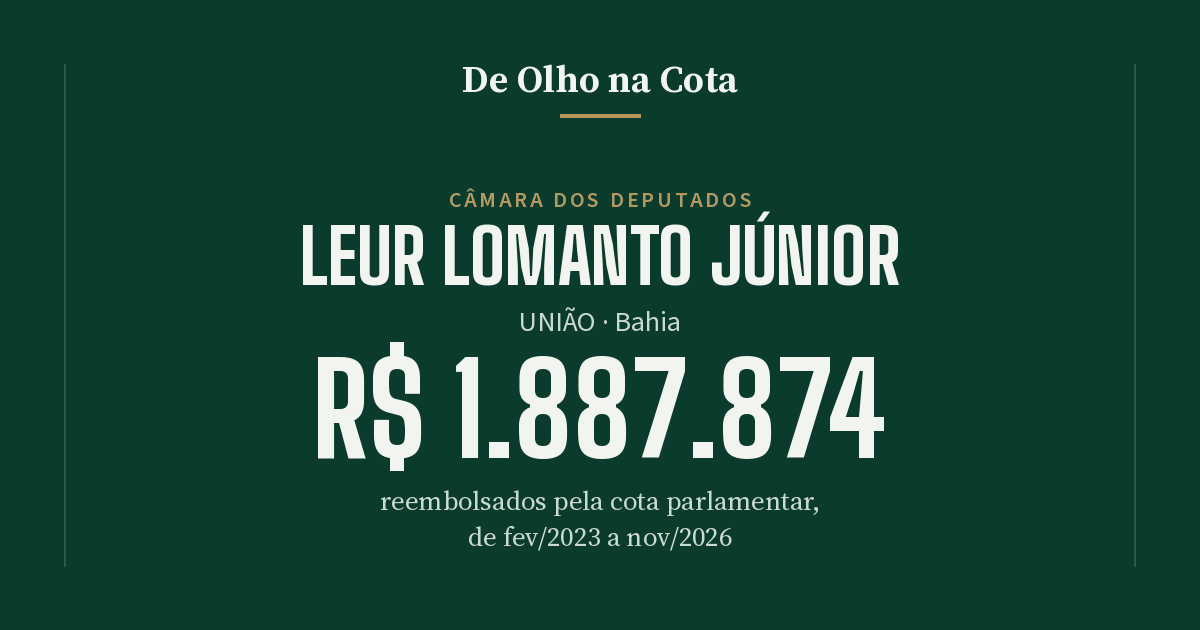 De Olho na Cota
CÂMARA DOS DEPUTADOS
LEUR LOMANTO JÚNIOR
UNIÃO · Bahia
R$ 1.887.874
reembolsados pela cota parlamentar,
de fev/2023 a nov/2026